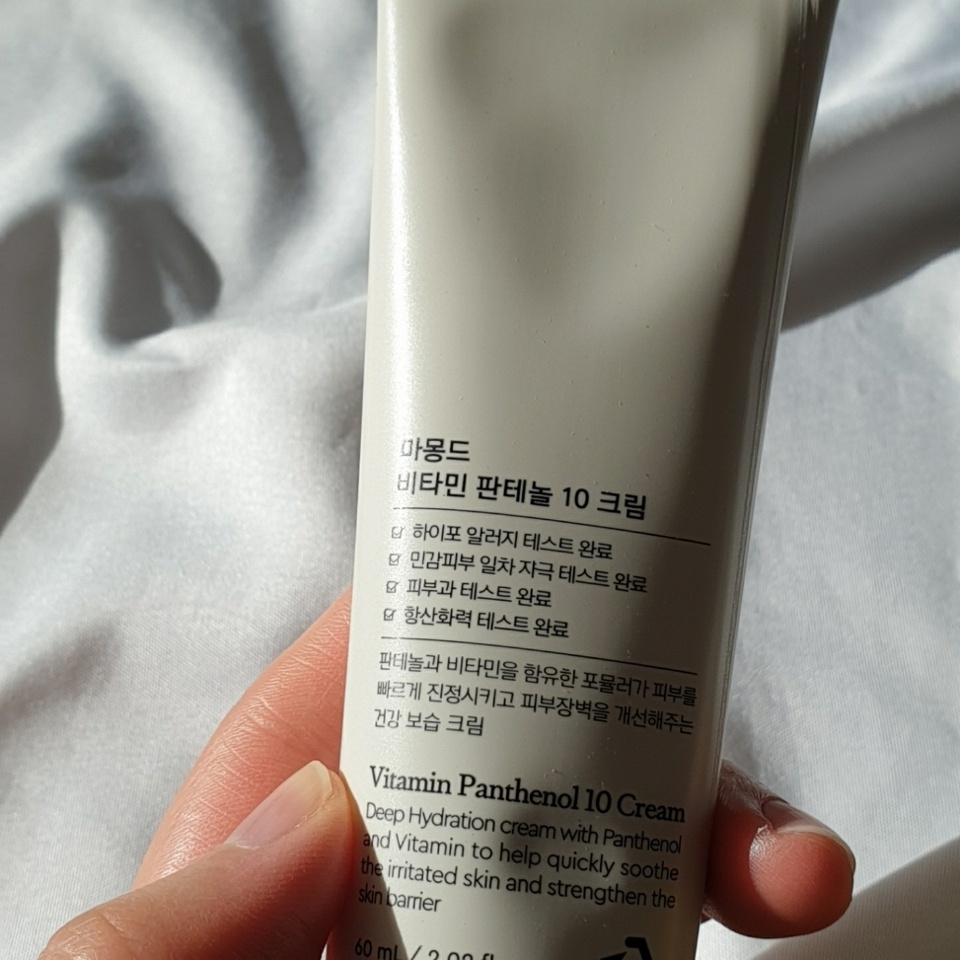 마몽드
비타민 판테놀 10 크림
하이포 알러지 테스트 완료
민감피부 일차 자극 테스트 완료
피부과 테스트 완료
항산화력 테스트 완료
판테놀과 비타민을 함유한 포뮬러가 피부를
빠르게 진정시키고 피부장벽을 개선해주는
건강 보습 크림
Vitamin Panthenol 10 Cream
Deep Hydration cream with Panthenol
and Vitamin to help quickly soothe
the irritated skin and strengthen the
skin barrier
60 mL /